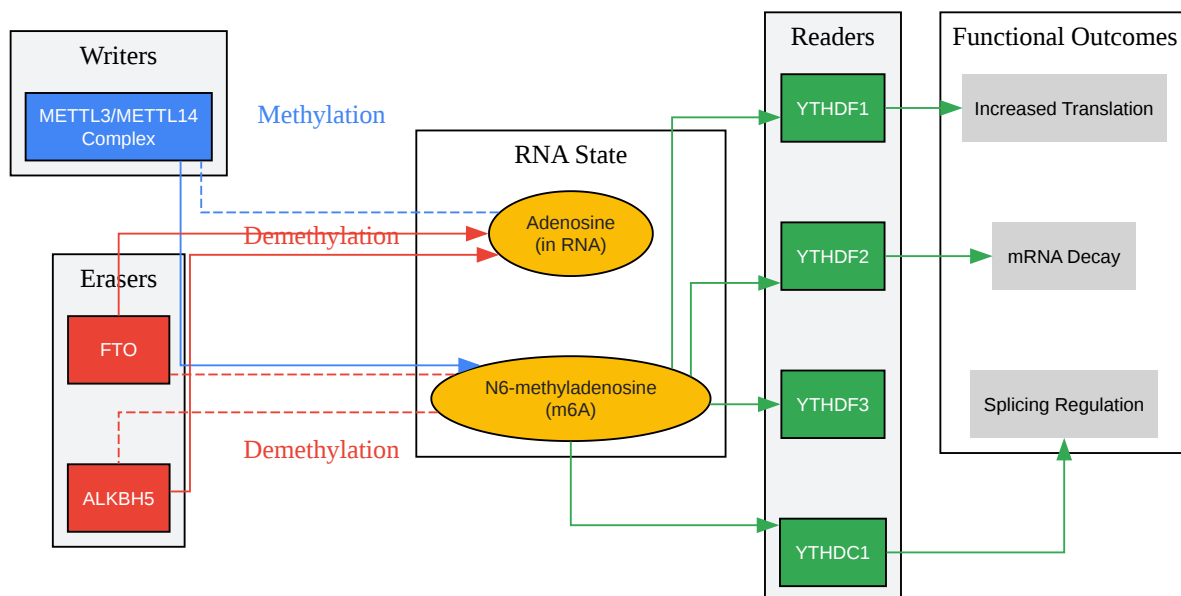 Writers
METTL3/METTL14
Complex
Methylation
Erasers
FTO
ALKBH5
Demethylation
Demethylation
RNA State
Adenosine
(in RNA)
N6-methyladenosine
(m6A)
Readers
YTHDF1
YTHDF2
YTHDF3
YTHDC1
Functional Outcomes
Increased Translation
mRNA Decay
Splicing Regulation